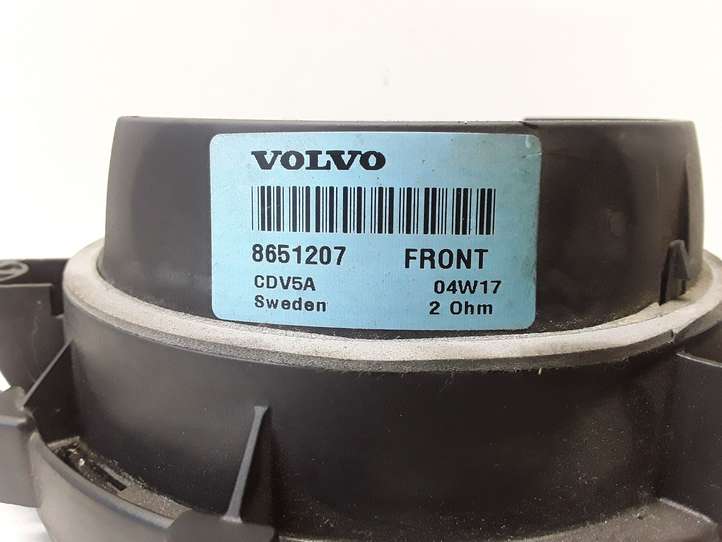 VOLVO
8651207 FRONT
CDV5A 04W17
Sweden 2 Ohm